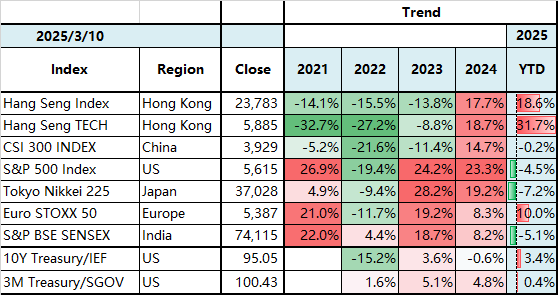 Trend
2025/3/10 2025
Index Region Close 2021 2022 2023 2024 YTD
Hang Seng Index Hong Kong 23,783 -14.1% -15.5% -13.8% 17.7% 18.6%
Hang Seng TECH Hong Kong 5,885 -32.7% -27.2% -8.8% 18.7% 31.7%
CSI 300 INDEX China 3,929 -5.2% -21.6% -11.4% 14.7% -0.2%
S&P 500 Index US 5,615 26.9% -19.4% 24.2% 23.3% -4.5%
Tokyo Nikkei 225 Japan 37,028 4.9% -9.4% 28.2% 19.2% -7.2%
Euro STOXX 50 Europe 5,387 21.0% -11.7% 19.2% 8.3% 10.0%
S&P BSE SENSEX India 74,115 22.0% 4.4% 18.7% 8.2% -5.1%
10Y Treasury/IEF US 95.05 -15.2% 3.6% -0.6% 3.4%
3M Treasury/SGOV US 100.43 1.6% 5.1% 4.8% 0.4%